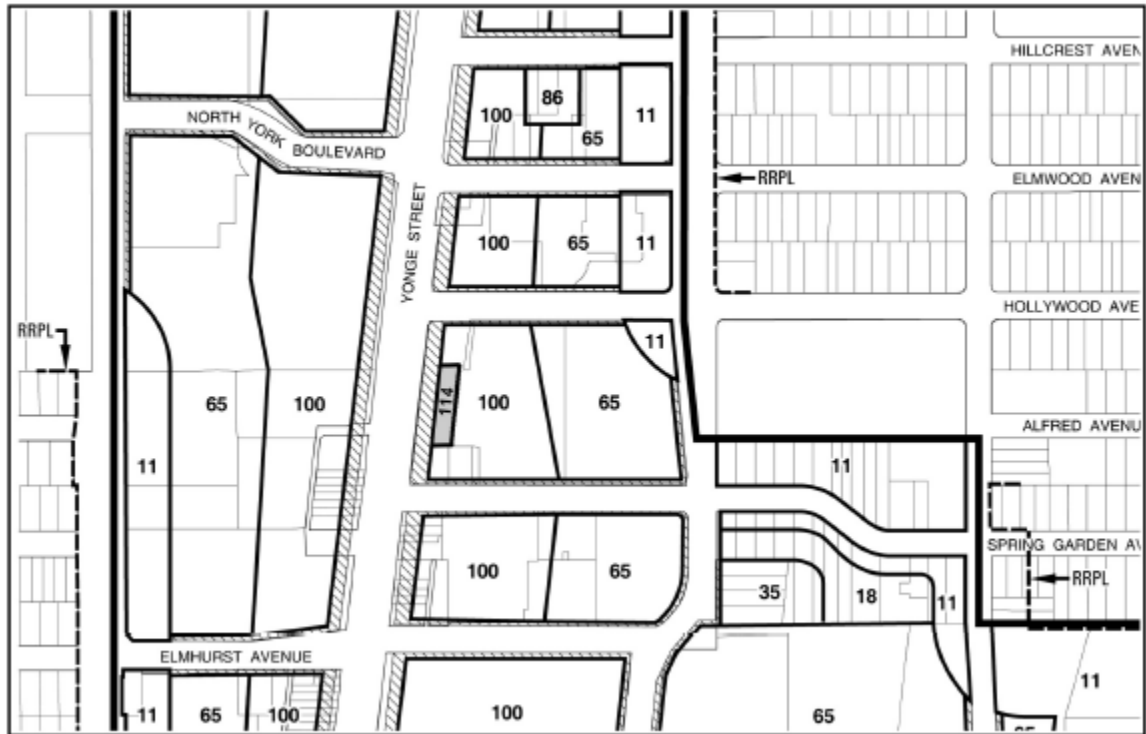 HILLCREST AVEN
NORTH YORK BOULEVARD
100
86
65
11
RRPL
ELMWOOD AVEN
YONGE STREET
100
65
11
HOLLYWOOD AVE
RRPL
11
114
100
65
65
100
11
ALFRED AVENU
11
SPRING GARDEN AV
100
65
35
18
11
RRPL
ELMHURST AVENUE
11
65
100
100
65
11